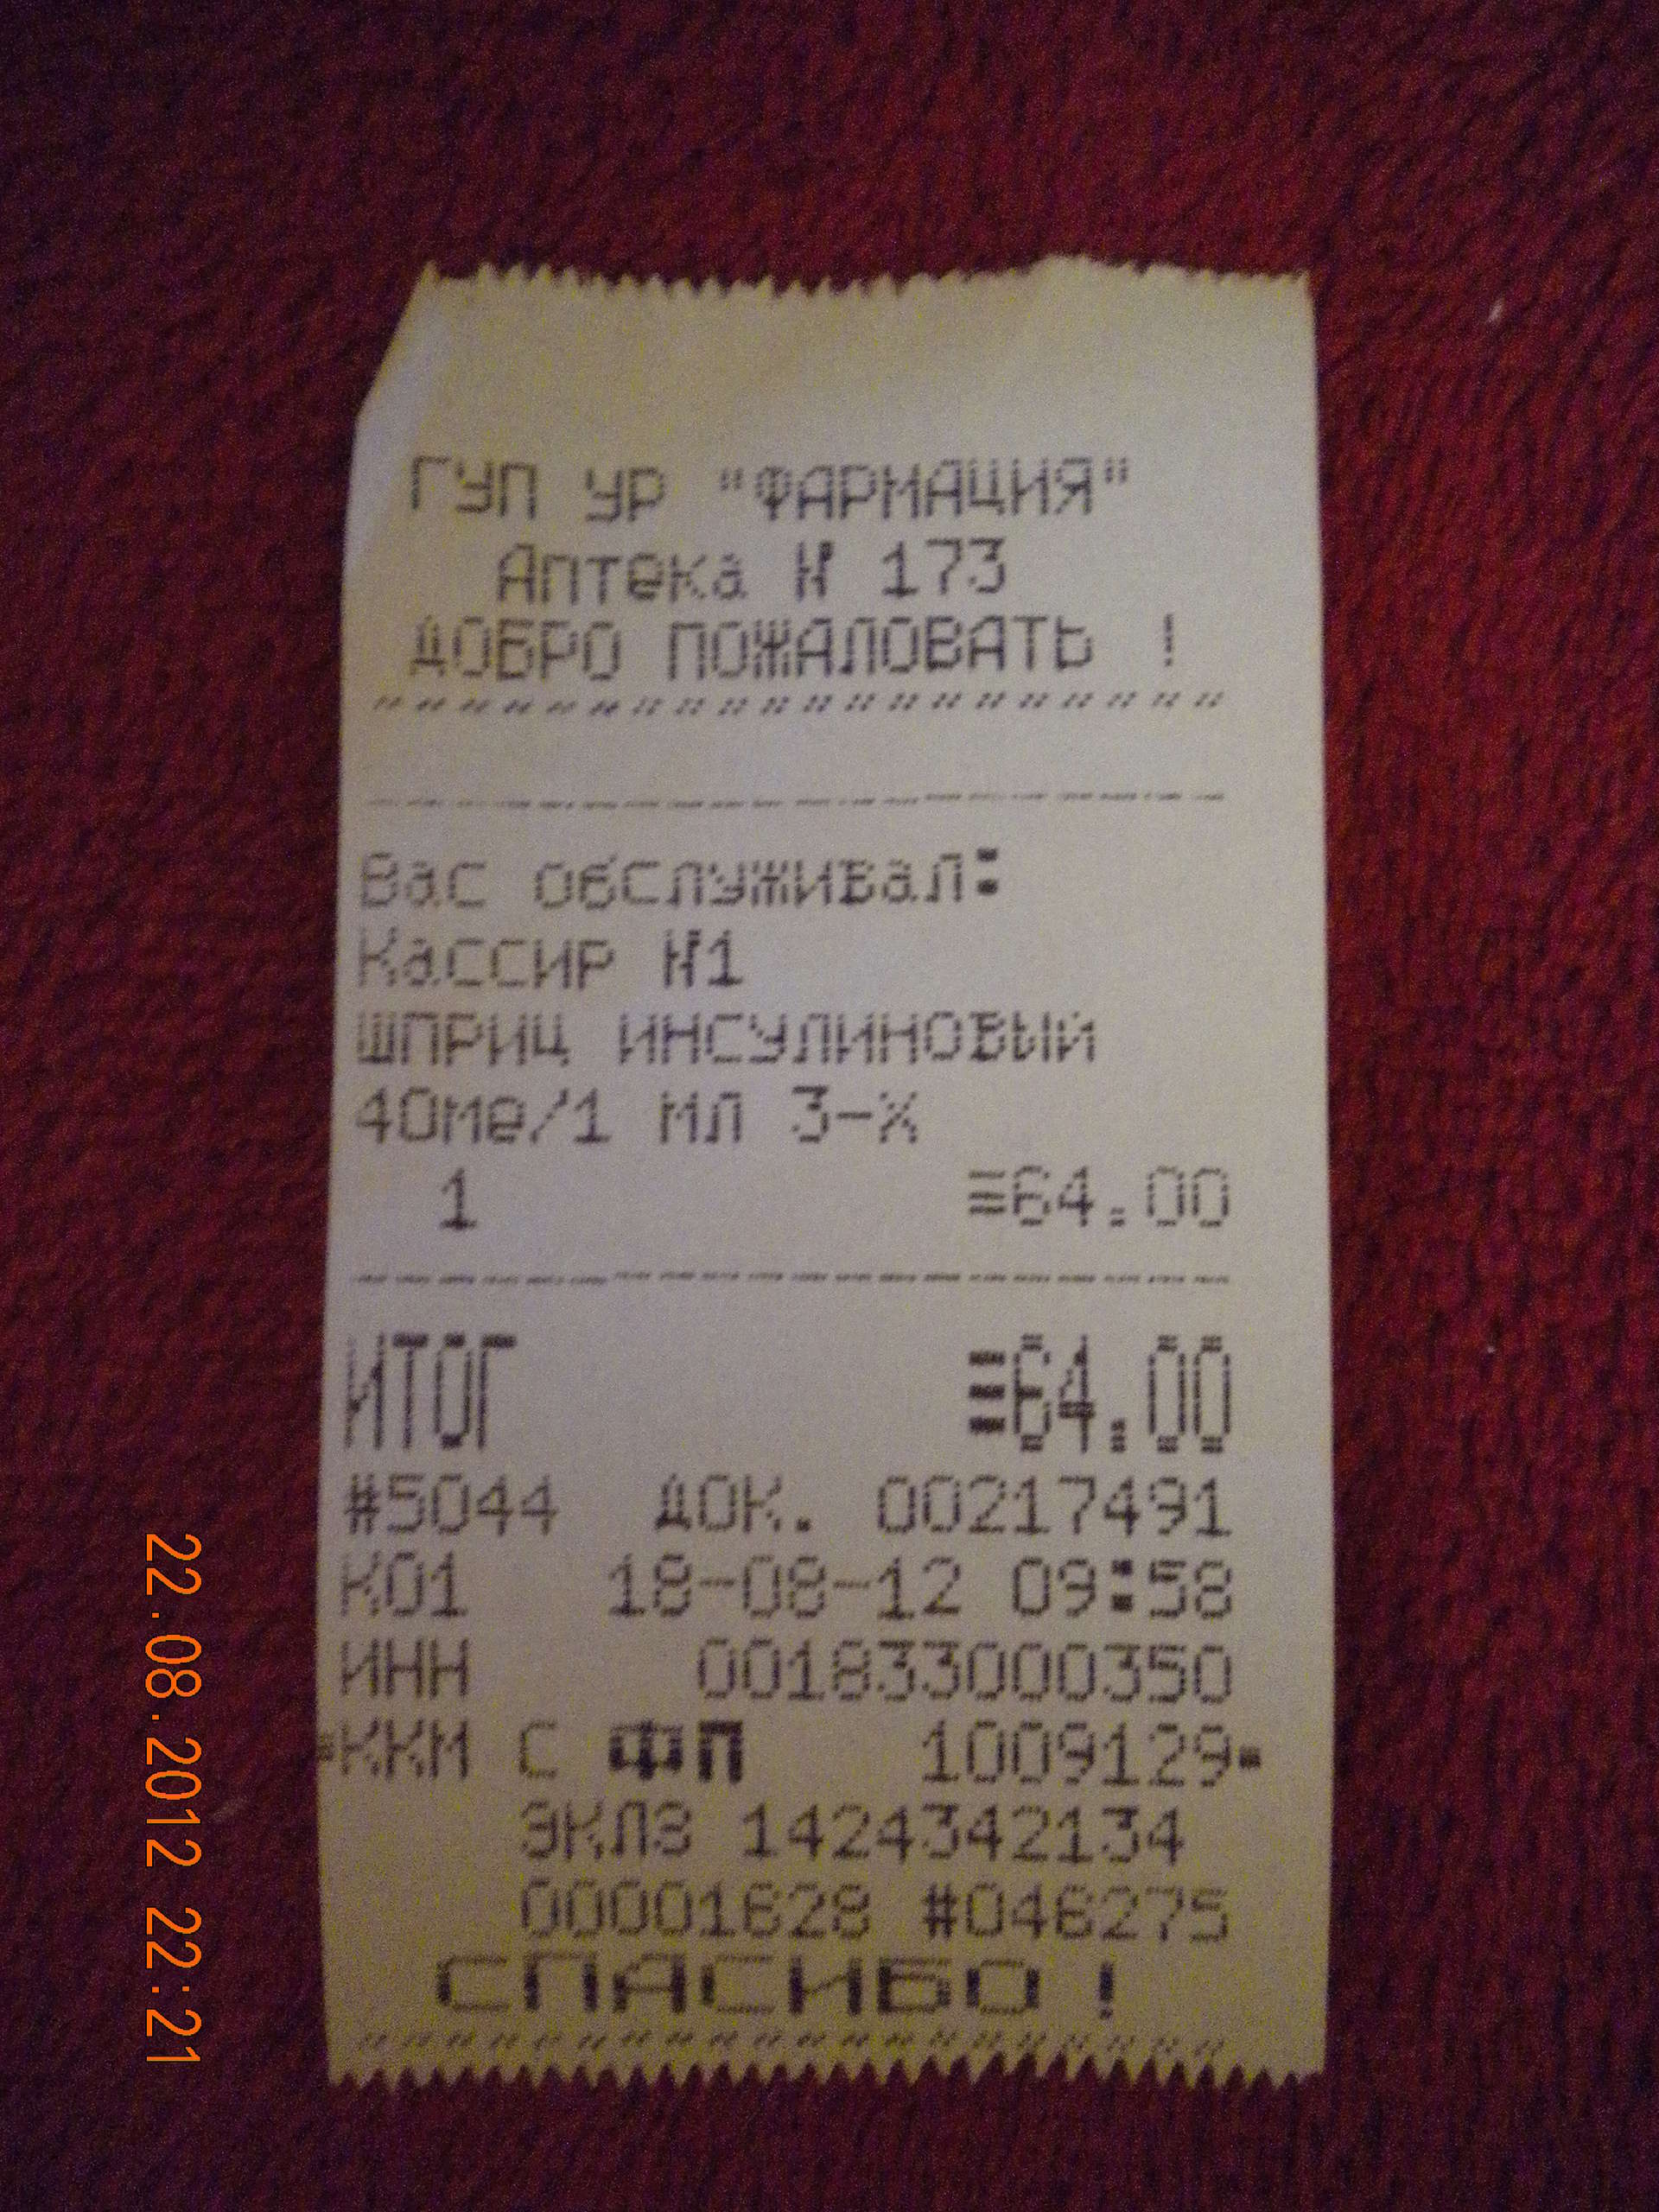 ГУП УР "ФАРМАЦИЯ"
Аптека № 173
ДОБРО ПОЖАЛОВАТЬ !
Вас обслуживал:
Кассир №1
ШПРИЦ ИНСУЛИНОВЫЙ
40ме/1 мл 3-Х
1 ≡64.00
ИТОГ ≡64.00
#5044 ДОК. 00217491
К01 18-08-12 09:58
ИНН 001833000350
ККМ С ФП 1009129
ЭКЛЗ 1424342134
00001628 #046275
СПАСИБО!
22.08.2012 22:21